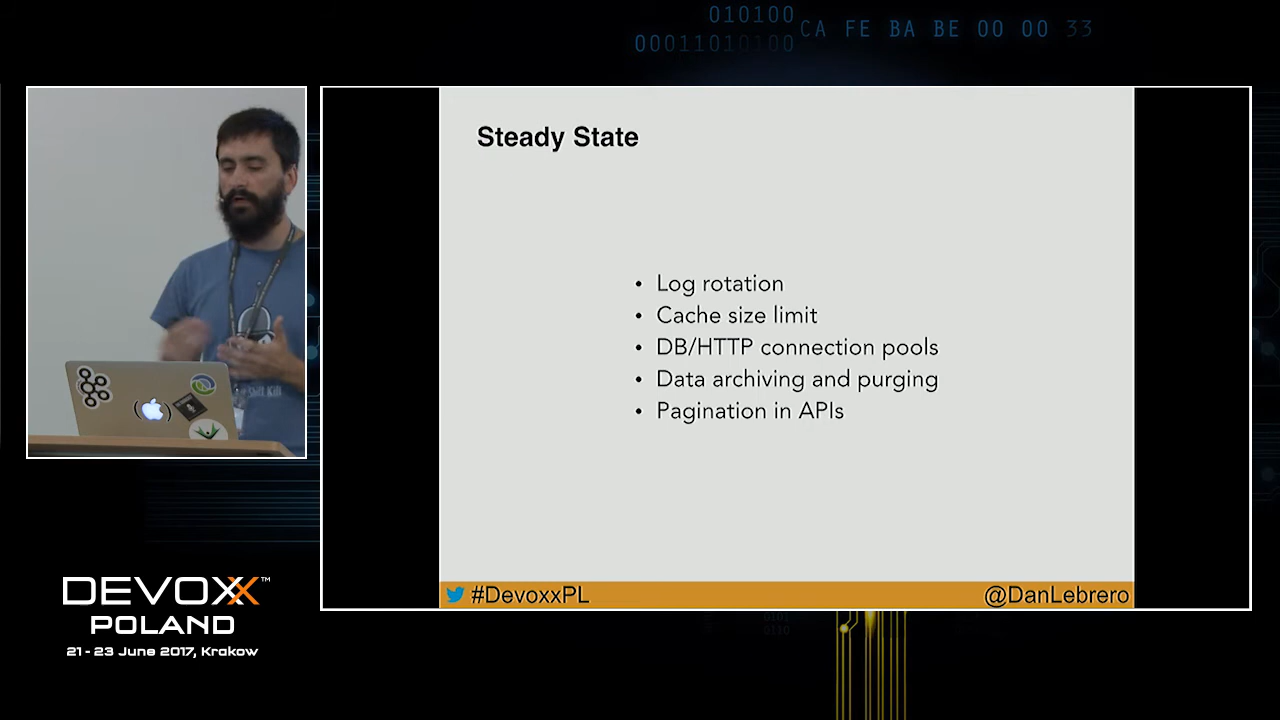 010100
00011010100
CA FE BA BE 00 00 33
Steady State
• Log rotation
• Cache size limit
• DB/HTTP connection pools
• Data archiving and purging
• Pagination in APIs
#DevoxxPL
@DanLebrero
DEVOXX™
POLAND
21 - 23 June 2017, Krakow